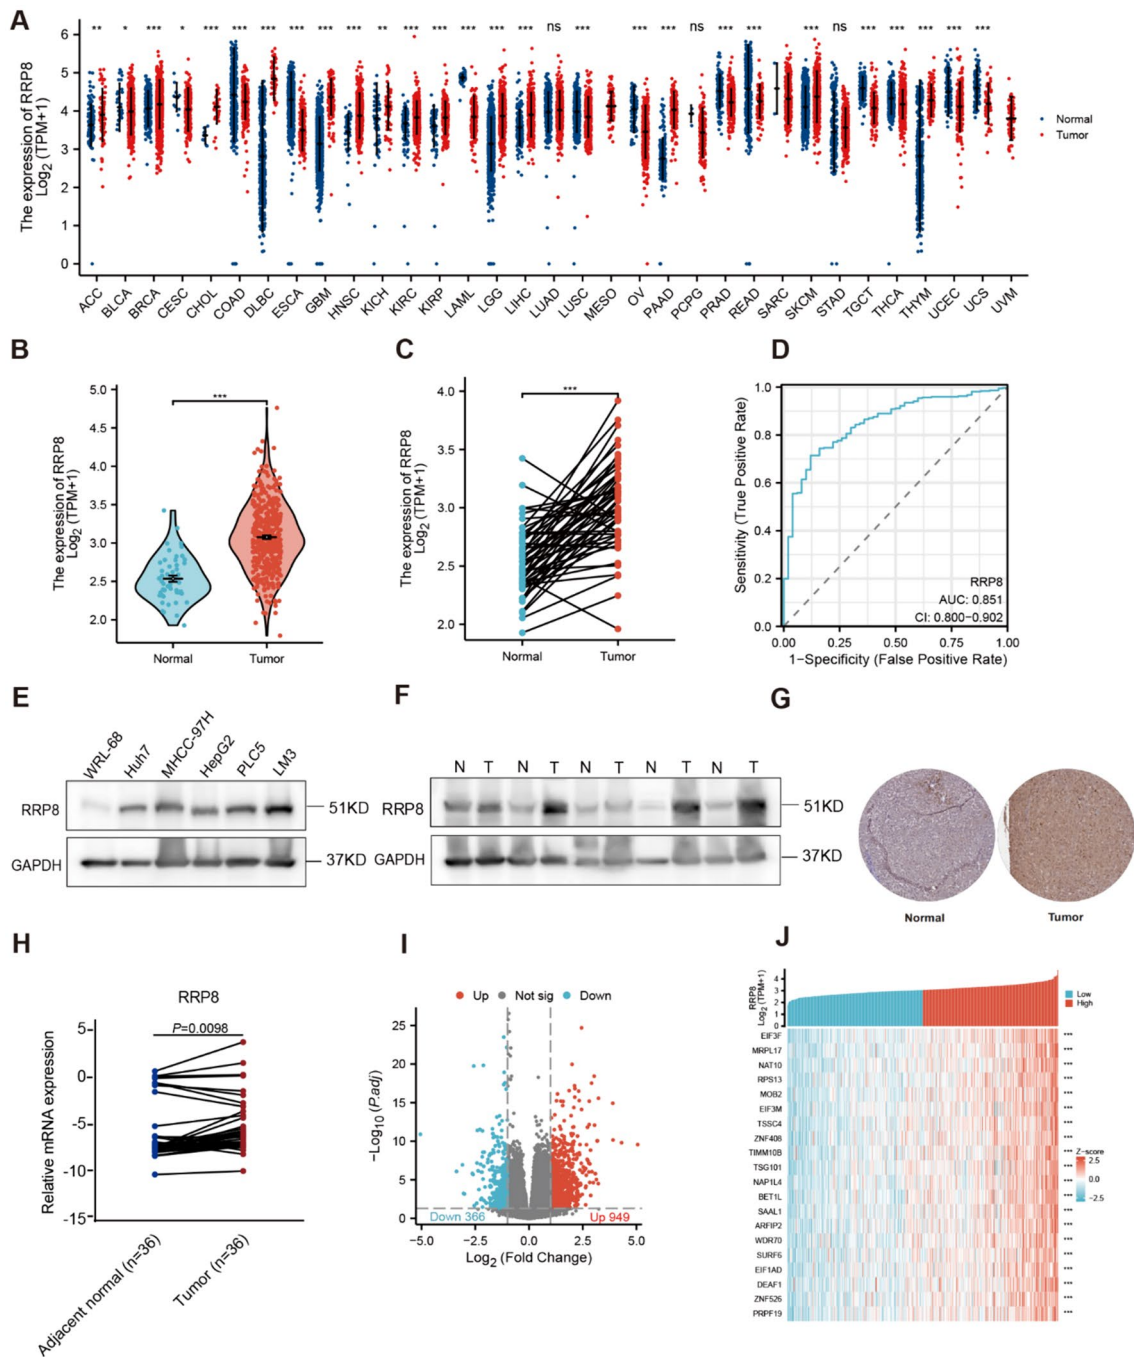 A
** * *** * *** *** *** *** *** *** ** *** *** *** *** *** ns *** *** *** ns *** *** *** ns *** *** *** *** ***
The expression of RRP8
Log2 (TPM+1)
6
5
4
3
2
1
0
Normal
Tumor
ACC
BLCA
BRCA
CESC
CHOL
COAD
DLBC
ESCA
GBM
HNSC
KICH
KIRC
KIRP
LAML
LGG
LIHC
LUAD
LUSC
MESO
OV
PAAD
PCPG
PRAD
READ
SARC
SKCM
STAD
TGCT
THCA
THYM
UCEC
UCS
UVM
B
The expression of RRP8
Log2 (TPM+1)
5.0
4.5
4.0
3.5
3.0
2.5
2.0
***
Normal
Tumor
C
The expression of RRP8
Log2 (TPM+1)
4.0
3.5
3.0
2.5
2.0
***
Normal
Tumor
D
Sensitivity (True Positive Rate)
1.0
0.8
0.6
0.4
0.2
0.0
RRP8
AUC: 0.851
CI: 0.800−0.902
0.00
0.25
0.50
0.75
1.00
1−Specificity (False Positive Rate)
E
WRL-68
Huh7
MHCC-97H
HepG2
PLC5
LM3
RRP8
51KD
GAPDH
37KD
F
N T N T N T N T N T
RRP8
51KD
GAPDH
37KD
G
Normal
Tumor
H
RRP8
P=0.0098
Relative mRNA expression
5
0
-5
-10
-15
Adjacent normal (n=36)
Tumor (n=36)
I
Up
Not sig
Down
−Log10 (P.adj)
25
20
15
10
5
0
Down 366
Up 949
−5.0
−2.5
0.0
2.5
5.0
Log2 (Fold Change)
J
RRP8
Log2 (TPM+1)
4
3
2
1
0
Low
High
EIF3F ***
MRPL17 ***
NAT10 ***
RPS13 ***
MOB2 ***
EIF3M ***
TSSC4 ***
ZNF408 ***
TIMM10B ***
TSG101 ***
NAP1L4 ***
BET1L ***
SAAL1 ***
ARFIP2 ***
WDR70 ***
SURF6 ***
EIF1AD ***
DEAF1 ***
ZNF526 ***
PRPF19 ***
Z−score
2.5
0.0
−2.5